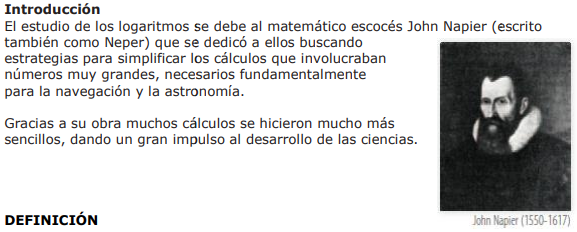 Introducción
El estudio de los logaritmos se debe al matemático escocés John Napier (escrito
también como Neper) que se dedicó a ellos buscando
estrategias para simplificar los cálculos que involucraban
números muy grandes, necesarios fundamentalmente
para la navegación y la astronomía.
Gracias a su obra muchos cálculos se hicieron mucho más
sencillos, dando un gran impulso al desarrollo de las ciencias.
John Napier (1550-1617)
DEFINICIÓN